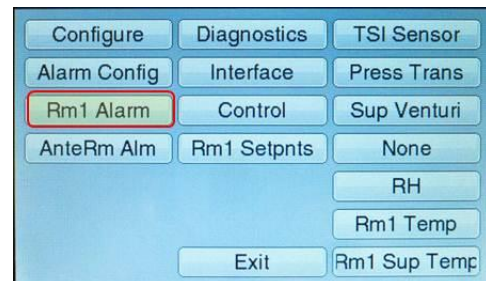 Configure Diagnostics TSI Sensor
Alarm Config Interface Press Trans
Rm1 Alarm Control Sup Venturi
AnteRm Alm Rm1 Setpnts None
RH
Rm1 Temp
Exit Rm1 Sup Temp